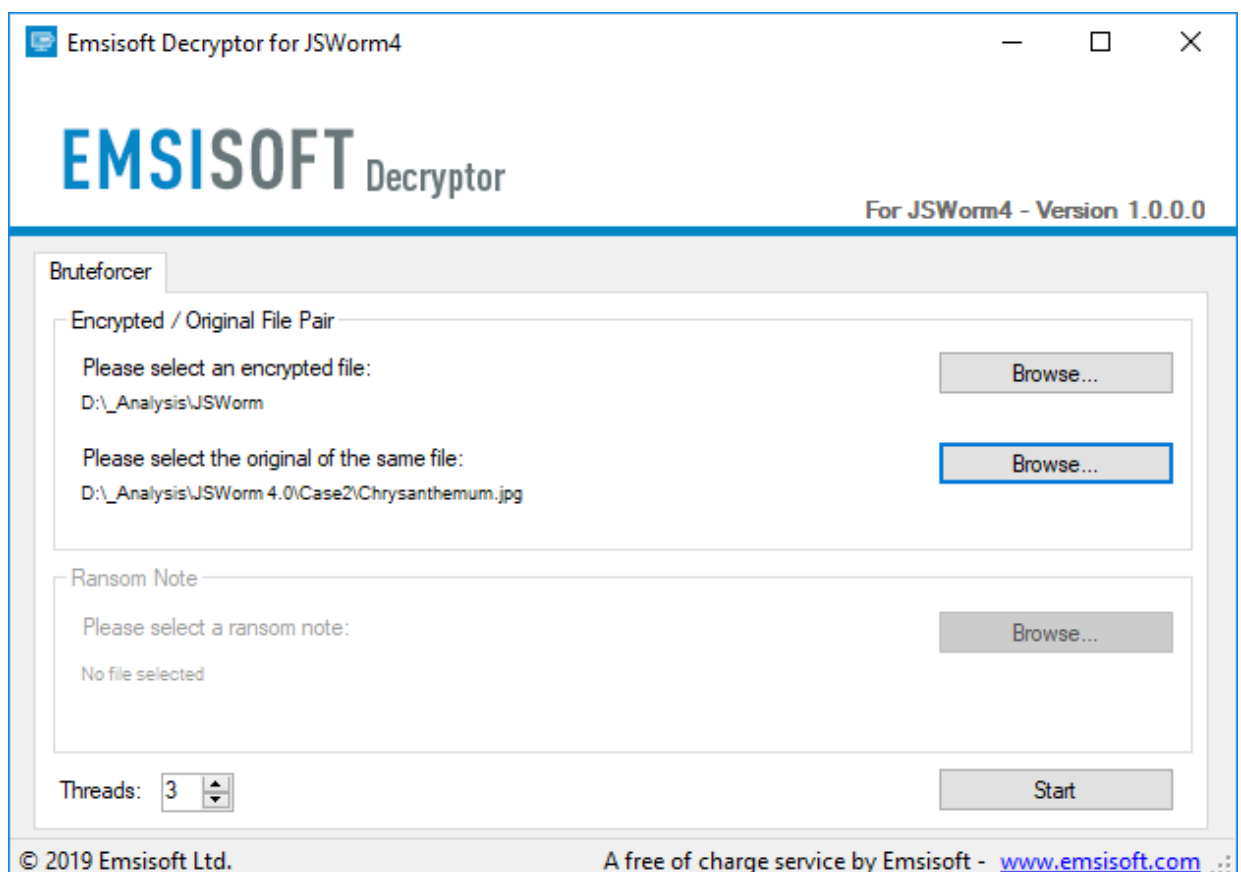 Emsisoft Decryptor for JSWorm4
EMSISOFT Decryptor
For JSWorm4 - Version 1.0.0.0
Bruteforcer
Encrypted / Original File Pair
Please select an encrypted file:
Browse...
D:\_Analysis\JSWorm
Please select the original of the same file:
Browse...
D:\_Analysis\JSWorm 4.0\Case2\Chrysanthemum.jpg
Ransom Note
Please select a ransom note:
Browse...
No file selected
Threads: 3
Start
© 2019 Emsisoft Ltd.
A free of charge service by Emsisoft - www.emsisoft.com